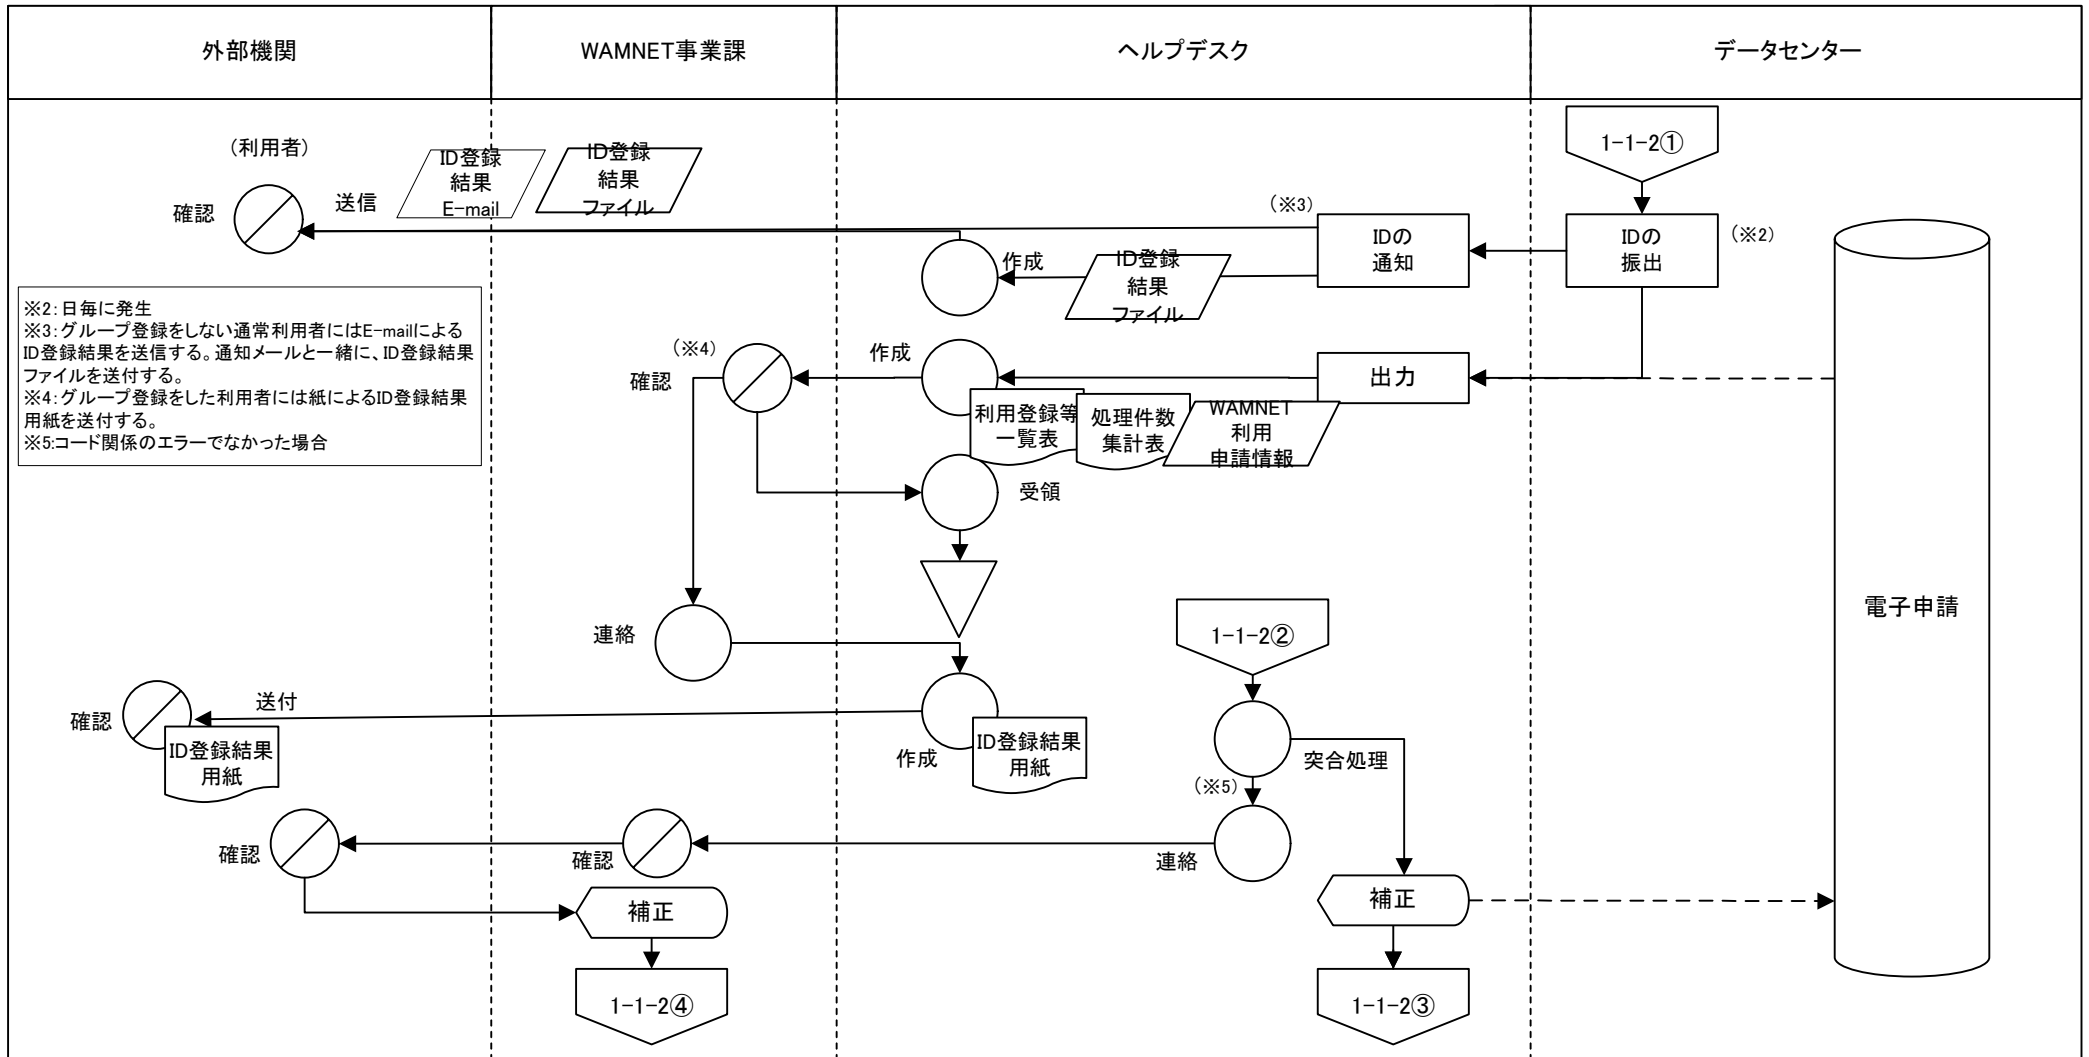 外部機関
WAMNET事業課
ヘルプデスク
データセンター
1-1-2①
(利用者)
確認
送信
ID登録
結果
E-mail
ID登録
結果
ファイル
(※3)
IDの
通知
IDの
振出
(※2)
作成
ID登録
結果
ファイル
※2:日毎に発生
※3:グループ登録をしない通常利用者にはE-mailによる
ID登録結果を送信する。通知メールと一緒に、ID登録結果
ファイルを送付する。
※4:グループ登録をした利用者には紙によるID登録結果
用紙を送付する。
※5:コード関係のエラーでなかった場合
(※4)
確認
作成
出力
利用登録等
一覧表
処理件数
集計表
WAMNET
利用
申請情報
受領
電子申請
連絡
1-1-2②
確認
送付
ID登録結果
用紙
作成
ID登録結果
用紙
突合処理
(※5)
確認
確認
連絡
補正
補正
1-1-2④
1-1-2③